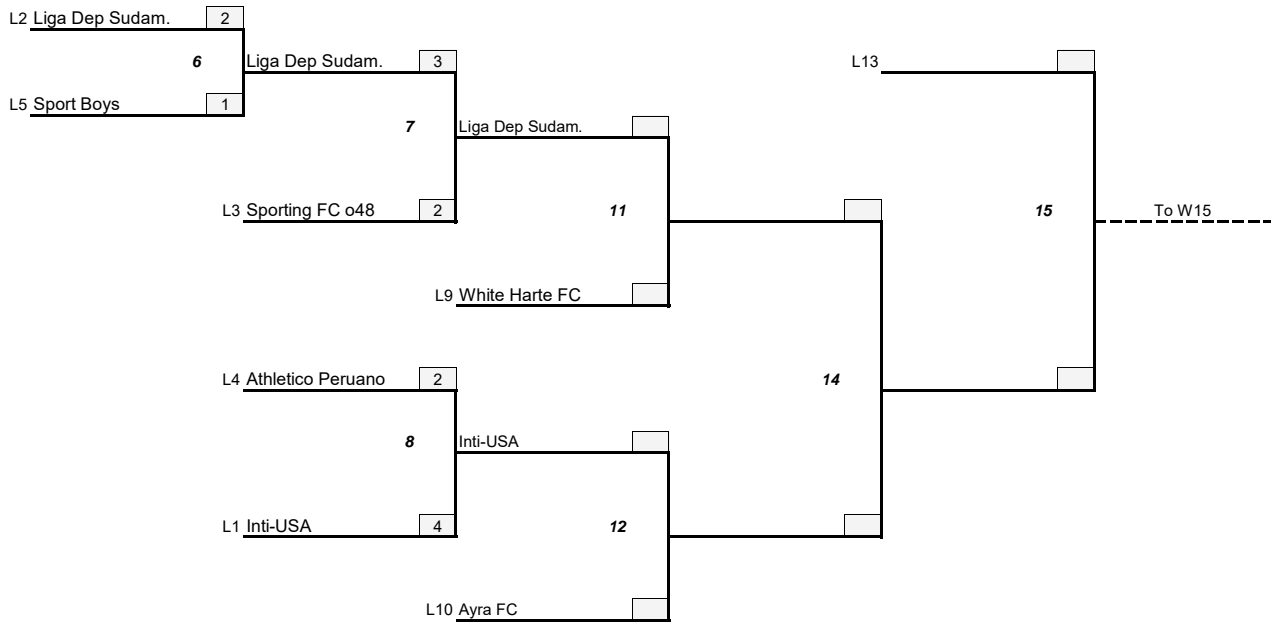 L2 Liga Dep Sudam. 2
6 Liga Dep Sudam. 3 L13
L5 Sport Boys 1
7 Liga Dep Sudam.
L3 Sporting FC o48 2 11 15 To W15
L9 White Harte FC
L4 Athletico Peruano 2 14
8 Inti-USA
L1 Inti-USA 4 12
L10 Ayra FC